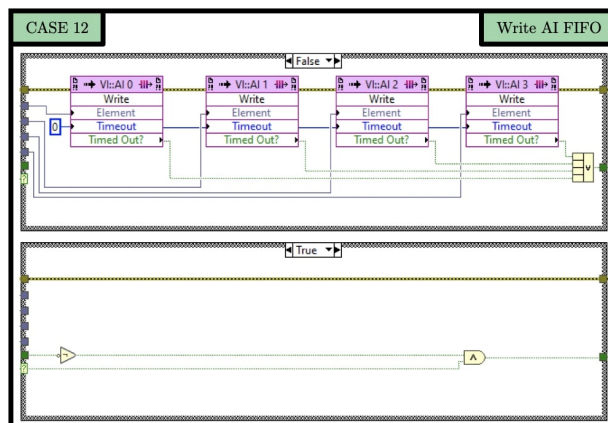 CASE 12
Write AI FIFO
False
VI::AI 0
VI::AI 1
VI::AI 2
VI::AI 3
Write
Write
Write
Write
Element
Element
Element
Element
0
Timeout
Timeout
Timeout
Timeout
Timed Out?
Timed Out?
Timed Out?
Timed Out?
?
True
?